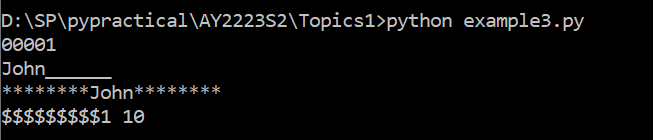 D:\SP\pypractical\AY2223S2\Topics1>python example3.py
00001
John______
********John********
$$$$$$$$$1 10